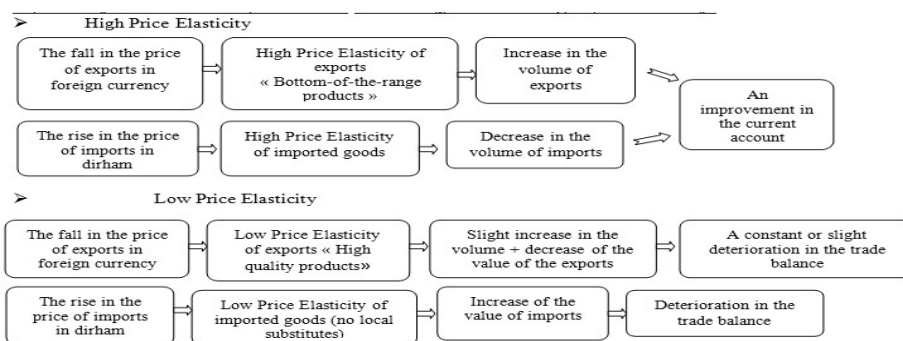 ➢ High Price Elasticity
The fall in the price
of exports in
foreign currency
High Price Elasticity of
exports
« Bottom-of-the-range
products »
Increase in the
volume of
exports
An
improvement in
the current
account
The rise in the price
of imports in
dirham
High Price Elasticity
of imported goods
Decrease in the
volume of imports
➢ Low Price Elasticity
The fall in the price
of exports in
foreign currency
Low Price Elasticity
of exports « High
quality products»
Slight increase in the
volume + decrease of the
value of the exports
A constant or slight
deterioration in the trade
balance
The rise in the
price of imports
in dirham
Low Price Elasticity of
imported goods (no local
substitutes)
Increase of the
value of imports
Deterioration in the
trade balance